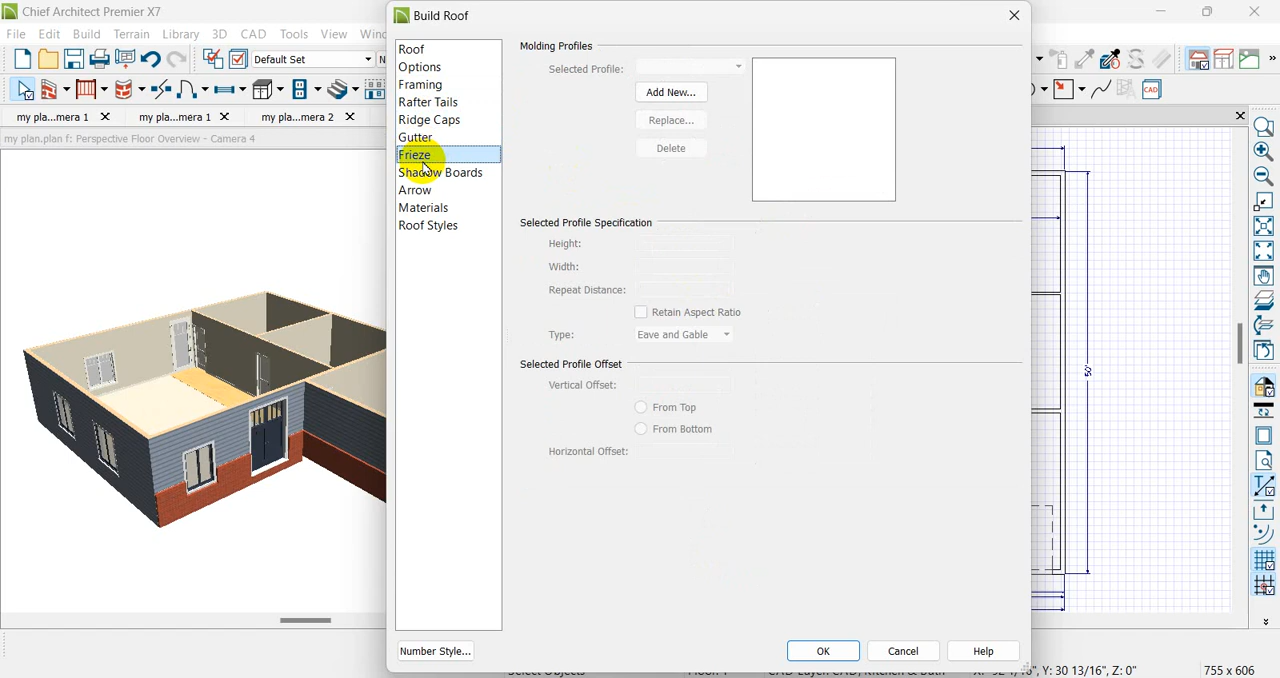 Chief Architect Premier X7
File Edit Build Terrain Library 3D CAD Tools View
Default Set
my pla...mera 1
my pla...mera 1
my pla...mera 2
my plan.plan f: Perspective Floor Overview - Camera 4
Build Roof
Roof
Options
Framing
Rafter Tails
Ridge Caps
Gutter
Frieze
Shadow Boards
Arrow
Materials
Roof Styles
Molding Profiles
Selected Profile:
Add New...
Replace...
Delete
Selected Profile Specification
Height:
Width:
Repeat Distance:
Retain Aspect Ratio
Type: Eave and Gable
Selected Profile Offset
Vertical Offset:
From Top
From Bottom
Horizontal Offset:
Number Style...
OK
Cancel
Help
CAD
50'
Y: 30 13/16", Z: 0"
755 x 606